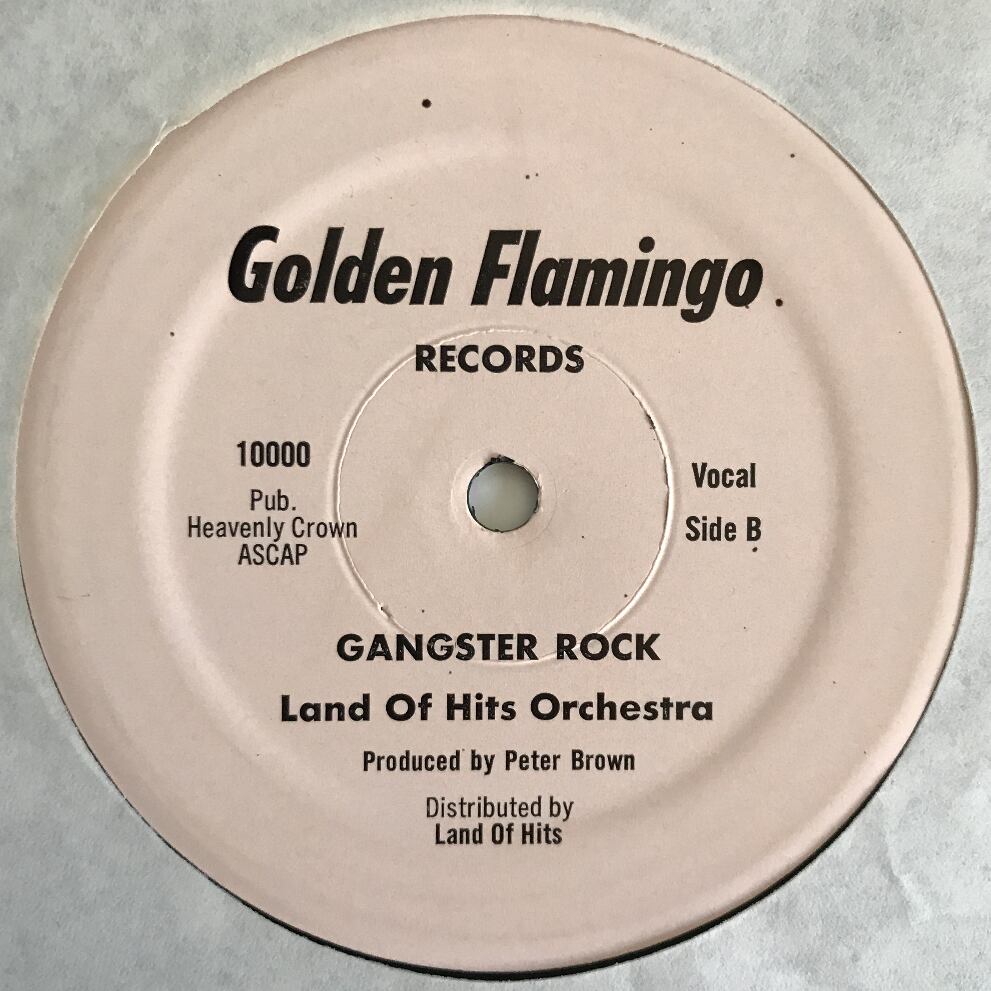 Golden Flamingo
RECORDS
10000
Pub.
Heavenly Crown
ASCAP
Vocal
Side B
GANGSTER ROCK
Land Of Hits Orchestra
Produced by Peter Brown
Distributed by
Land Of Hits